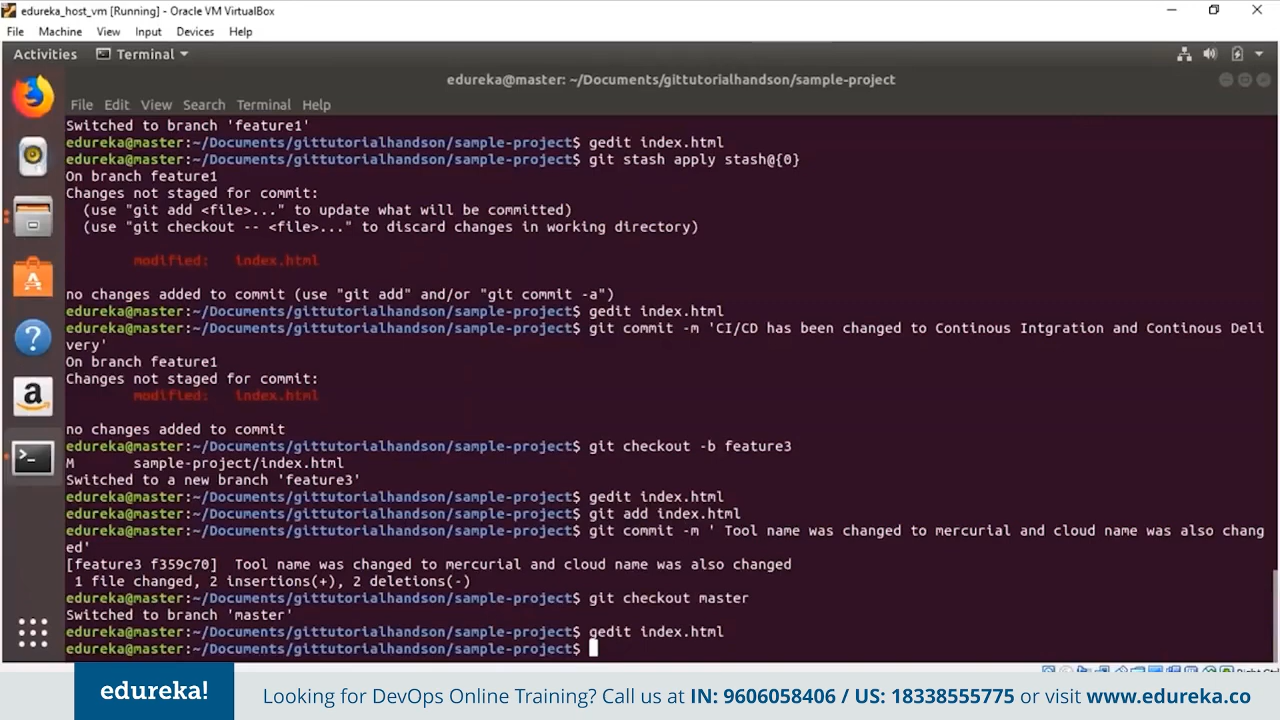 edureka_host_vm [Running] - Oracle VM VirtualBox
File Machine View Input Devices Help
Activities Terminal
edureka@master: ~/Documents/gittutorialhandson/sample-project
File Edit View Search Terminal Help
Switched to branch 'feature1'
edureka@master:~/Documents/gittutorialhandson/sample-project$ gedit index.html
edureka@master:~/Documents/gittutorialhandson/sample-project$ git stash apply stash@{0}
On branch feature1
Changes not staged for commit:
(use "git add <file>..." to update what will be committed)
(use "git checkout -- <file>..." to discard changes in working directory)
modified: index.html
no changes added to commit (use "git add" and/or "git commit -a")
edureka@master:~/Documents/gittutorialhandson/sample-project$ gedit index.html
edureka@master:~/Documents/gittutorialhandson/sample-project$ git commit -m 'CI/CD has been changed to Continous Intgration and Continous Deli
very'
On branch feature1
Changes not staged for commit:
modified: index.html
no changes added to commit
edureka@master:~/Documents/gittutorialhandson/sample-project$ git checkout -b feature3
M sample-project/index.html
Switched to a new branch 'feature3'
edureka@master:~/Documents/gittutorialhandson/sample-project$ gedit index.html
edureka@master:~/Documents/gittutorialhandson/sample-project$ git add index.html
edureka@master:~/Documents/gittutorialhandson/sample-project$ git commit -m ' Tool name was changed to mercurial and cloud name was also chang
ed'
[feature3 f359c70] Tool name was changed to mercurial and cloud name was also changed
1 file changed, 2 insertions(+), 2 deletions(-)
edureka@master:~/Documents/gittutorialhandson/sample-project$ git checkout master
Switched to branch 'master'
edureka@master:~/Documents/gittutorialhandson/sample-project$ gedit index.html
edureka@master:~/Documents/gittutorialhandson/sample-project$
edureka! Looking for DevOps Online Training? Call us at IN: 9606058406 / US: 18338555775 or visit www.edureka.co